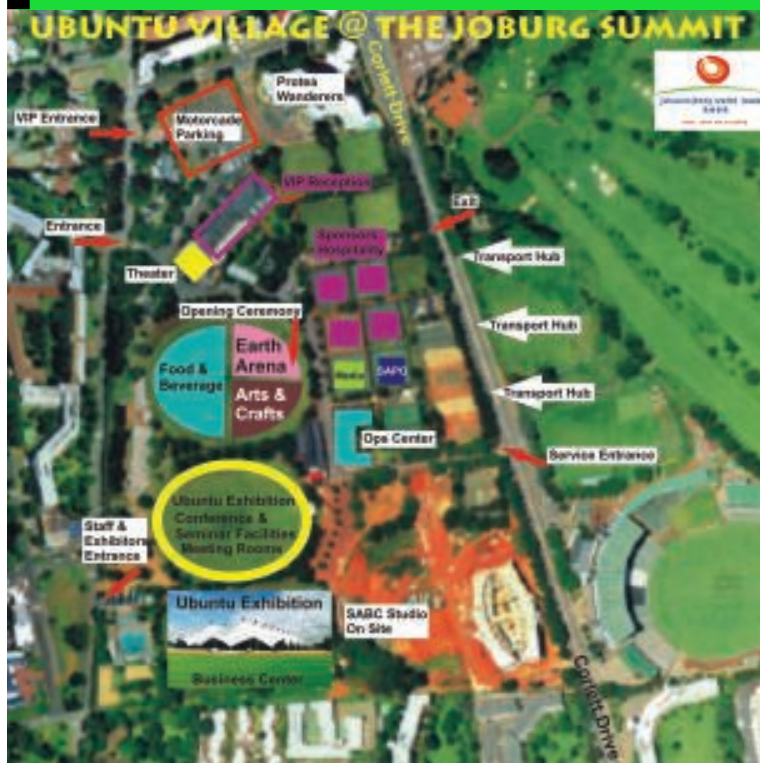 UBUNTU VILLAGE @ THE JOBURG SUMMIT
Corlett Drive
Protea
Wanderers
VIP Entrance
Motorcade
Parking
VIP Reception
Exit
Entrance
Sponsors
Hospitality
Theater
Transport Hub
Opening Ceremony
Transport Hub
Earth
Arena
Food &
Beverage
Media
SAPO
Arts &
Crafts
Transport Hub
Ops Center
Service Entrance
Ubuntu Exhibition
Conference &
Seminar Facilities
Meeting Rooms
Staff &
Exhibitors
Entrance
Ubuntu Exhibition
Business Center
SABC Studio
On Site
Corlett Drive